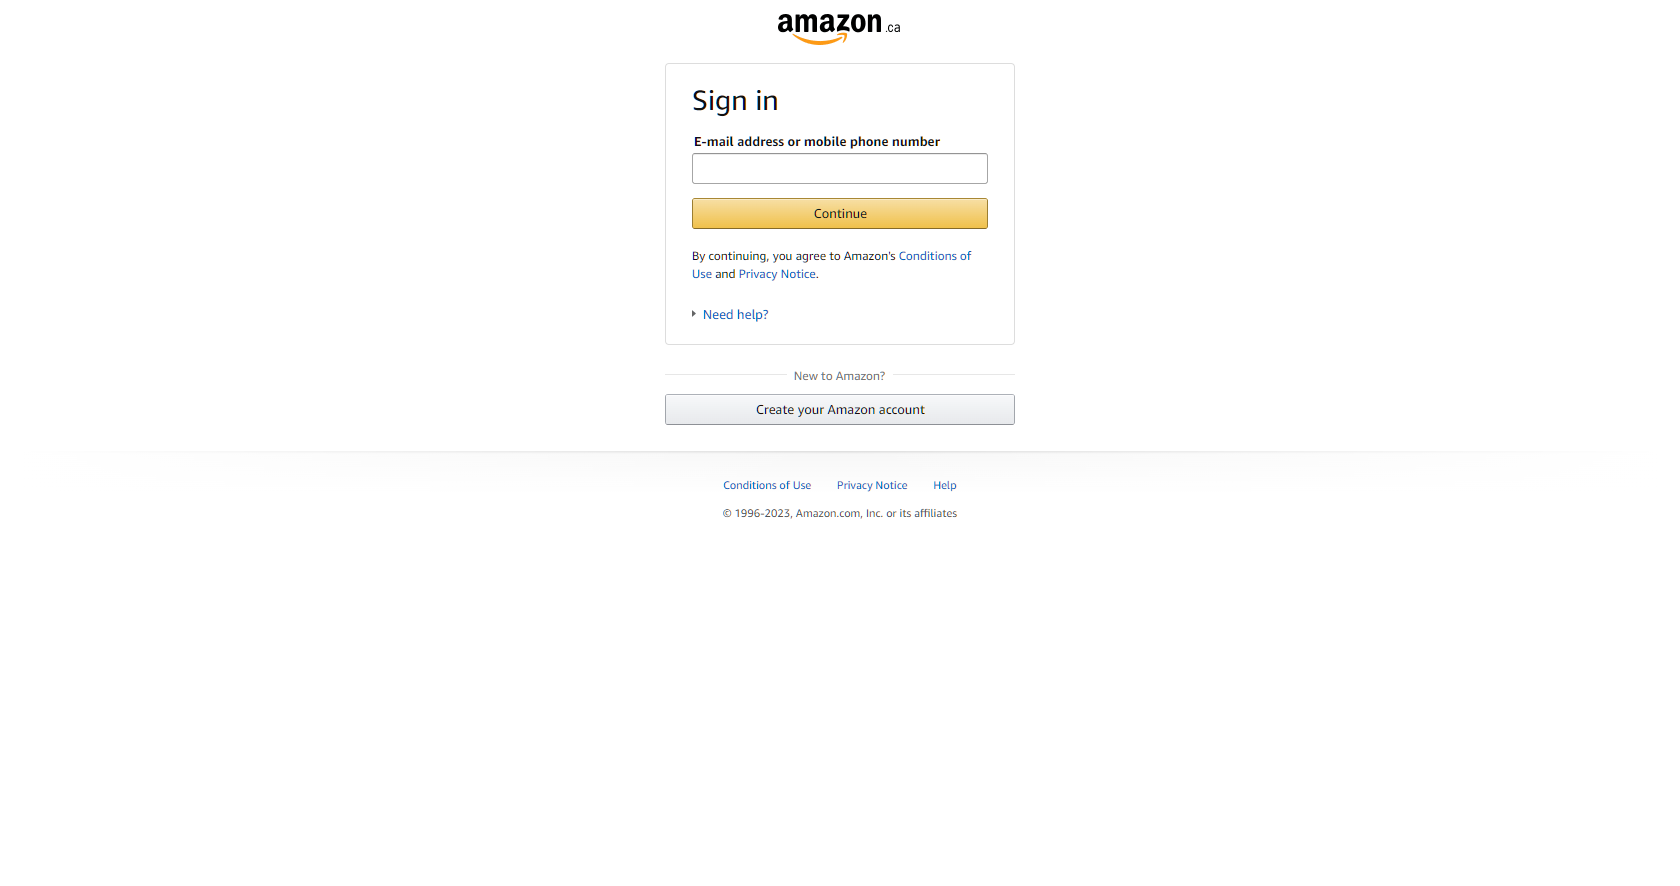 amazon.ca
Sign in
E-mail address or mobile phone number
Continue
By continuing, you agree to Amazon's Conditions of
Use and Privacy Notice.
Need help?
New to Amazon?
Create your Amazon account
Conditions of Use Privacy Notice Help
© 1996-2023, Amazon.com, Inc. or its affiliates